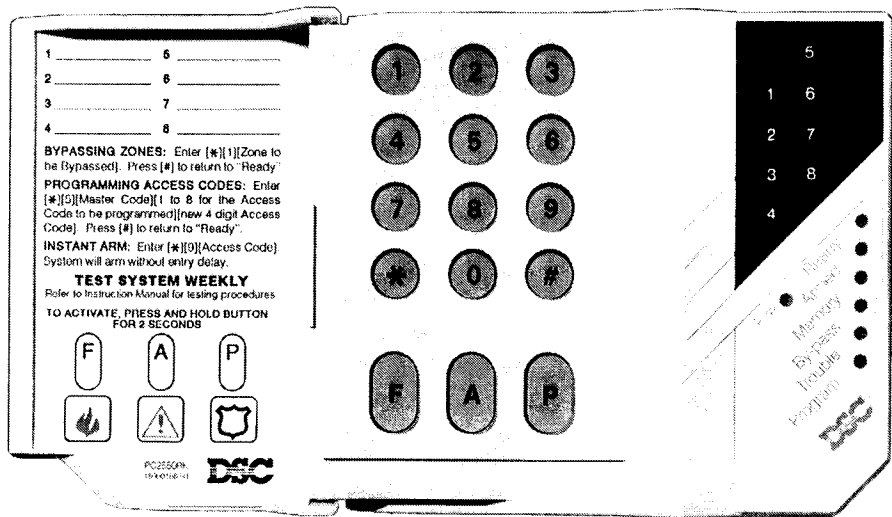 1 5
2 6
3 7
4 8
BYPASSING ZONES: Enter [*][1][Zone to
be Bypassed]. Press [#] to return to "Ready"
PROGRAMMING ACCESS CODES: Enter
[*][5][Master Code][1 to 8 for the Access
Code to be programmed][new 4 digit Access
Code]. Press [#] to return to "Ready".
INSTANT ARM: Enter [*][9][Access Code].
System will arm without entry delay.
TEST SYSTEM WEEKLY
Refer to Instruction Manual for testing procedures
TO ACTIVATE, PRESS AND HOLD BUTTON
FOR 2 SECONDS
F A P
PC2550RK
DSC
1 2 3
4 5 6
7 8 9
* 0 #
F A P
5
1 6
2 7
3 8
4
Ready
Armed
Memory
By-pass
Trouble
Program
DSC